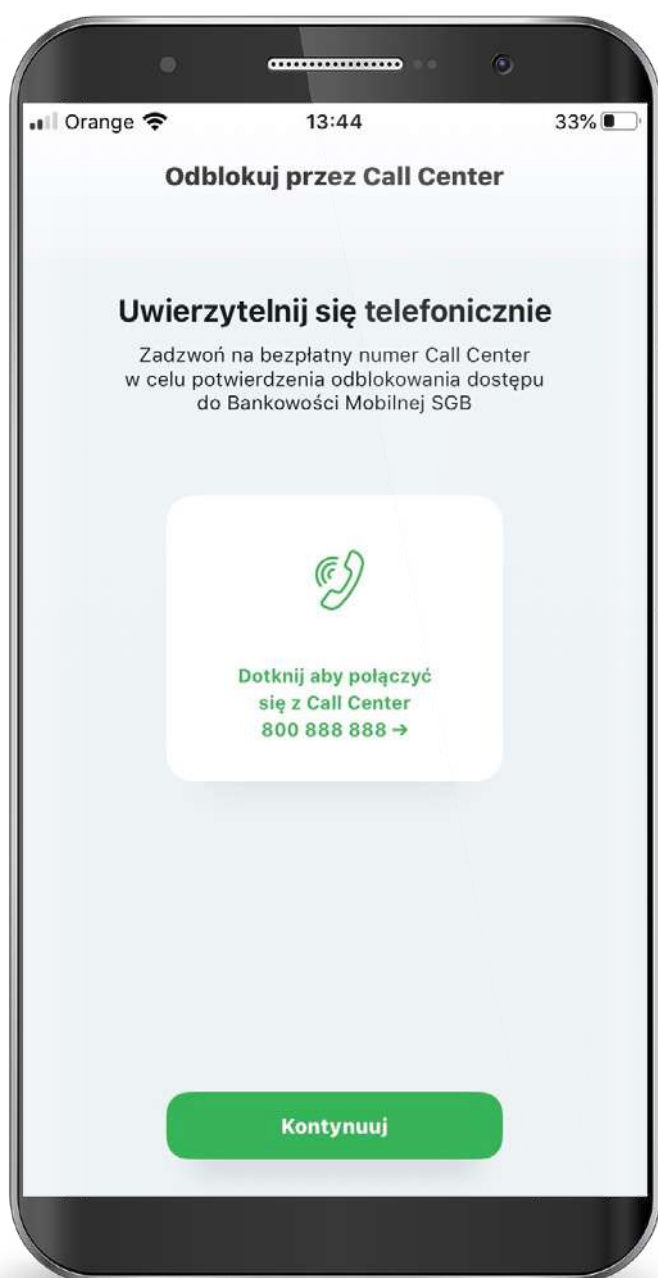 Orange 13:44 33%
Odblokuj przez Call Center
Uwierzytelnij się telefonicznie
Zadzwoń na bezpłatny numer Call Center
w celu potwierdzenia odblokowania dostępu
do Bankowości Mobilnej SGB
Dotknij aby połączyć
się z Call Center
800 888 888 →
Kontynuuj